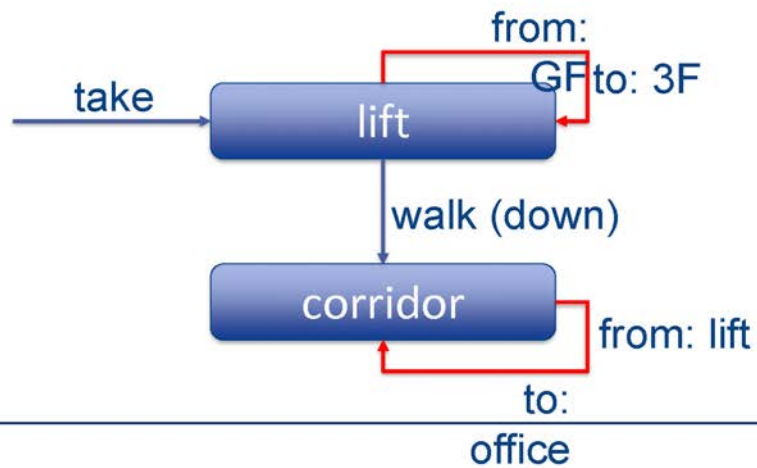 from:
GF to: 3F
take
lift
walk (down)
corridor
from: lift
to:
office